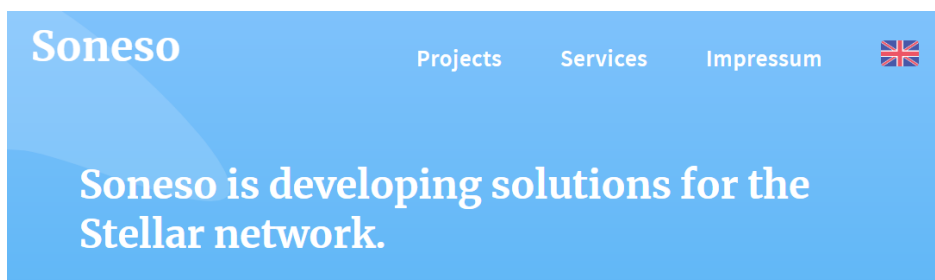 Soneso
Projects Services Impressum
Soneso is developing solutions for the
Stellar network.